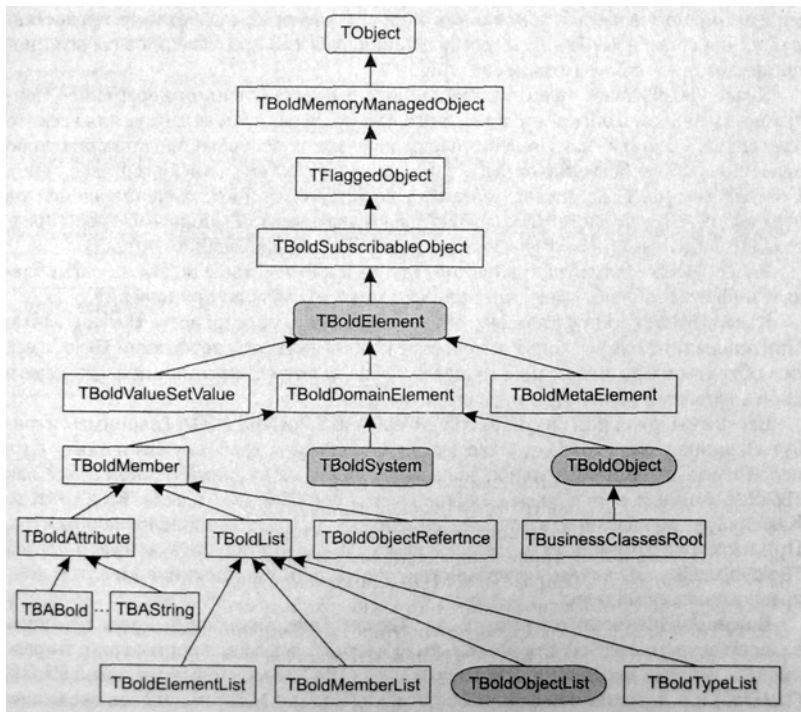 TObject
TBoldMemoryManagedObject
TFlaggedObject
TBoldSubscribableObject
TBoldElement
TBoldValueSetValue TBoldDomainElement TBoldMetaElement
TBoldMember TBoldSystem TBoldObject
TBoldAttribute TBoldList TBoldObjectRefertnce TBusinessClassesRoot
TBABold ... TBAString
TBoldElementList TBoldMemberList TBoldObjectList TBoldTypeList